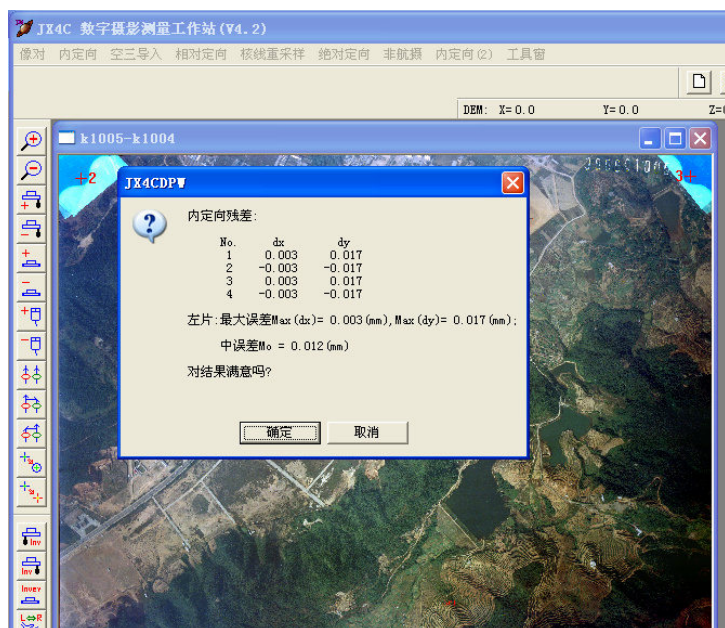 JX4C 数字摄影测量工作站(V4.2)
像对 内定向 空三导入 相对定向 核线重采样 绝对定向 非航摄 内定向(2) 工具窗
DEM: X=0.0 Y=0.0
k1005-k1004
+2
3+
JX4CDPW
内定向残差:
No. dx dy
1 0.003 0.017
2 -0.003 -0.017
3 0.003 0.017
4 -0.003 -0.017
左片:最大误差Max(dx)= 0.003(mm),Max(dy)= 0.017(mm);
中误差Mo = 0.012(mm)
对结果满意吗?
确定 取消
Inv
Inv
Invey
L⇔R